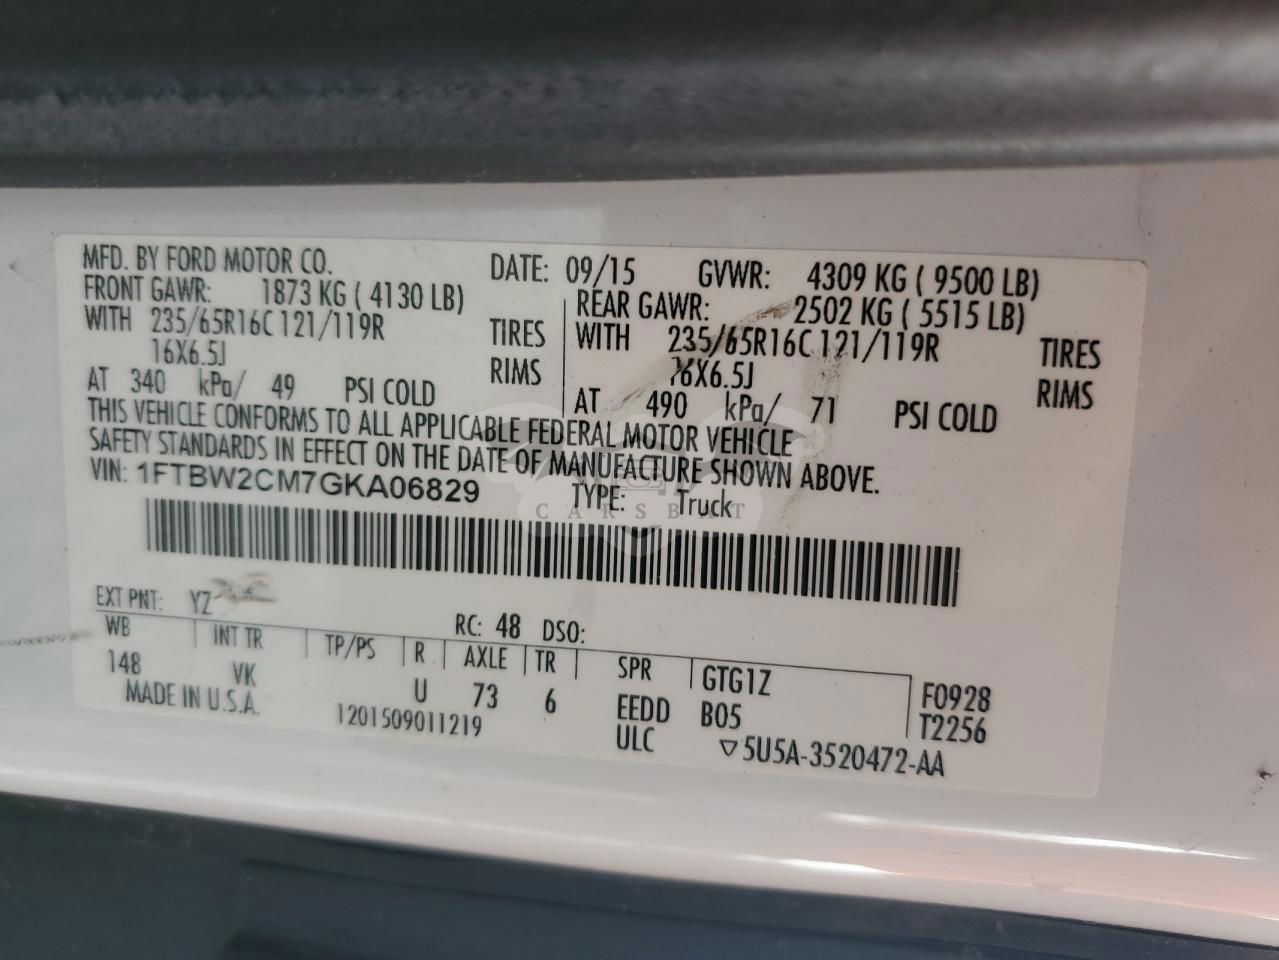 MFD. BY FORD MOTOR CO. DATE: 09/15 GVWR: 4309 KG ( 9500 LB)
FRONT GAWR: 1873 KG ( 4130 LB) REAR GAWR: 2502 KG ( 5515 LB)
WITH 235/65R16C 121/119R TIRES WITH 235/65R16C 121/119R TIRES
16X6.5J RIMS 16X6.5J RIMS
AT 340 kPa/ 49 PSI COLD AT 490 kPa/ 71 PSI COLD
THIS VEHICLE CONFORMS TO ALL APPLICABLE FEDERAL MOTOR VEHICLE
SAFETY STANDARDS IN EFFECT ON THE DATE OF MANUFACTURE SHOWN ABOVE.
VIN: 1FTBW2CM7GKA06829 TYPE: Truck
CARSBAT
EXT PNT: YZ RC: 48 DSO:
WB INT TR TP/PS R AXLE TR SPR GTG1Z F0928
148 VK U 73 6 EEDD B05 T2256
MADE IN U.S.A. 1201509011219 ULC ▽5U5A-3520472-AA